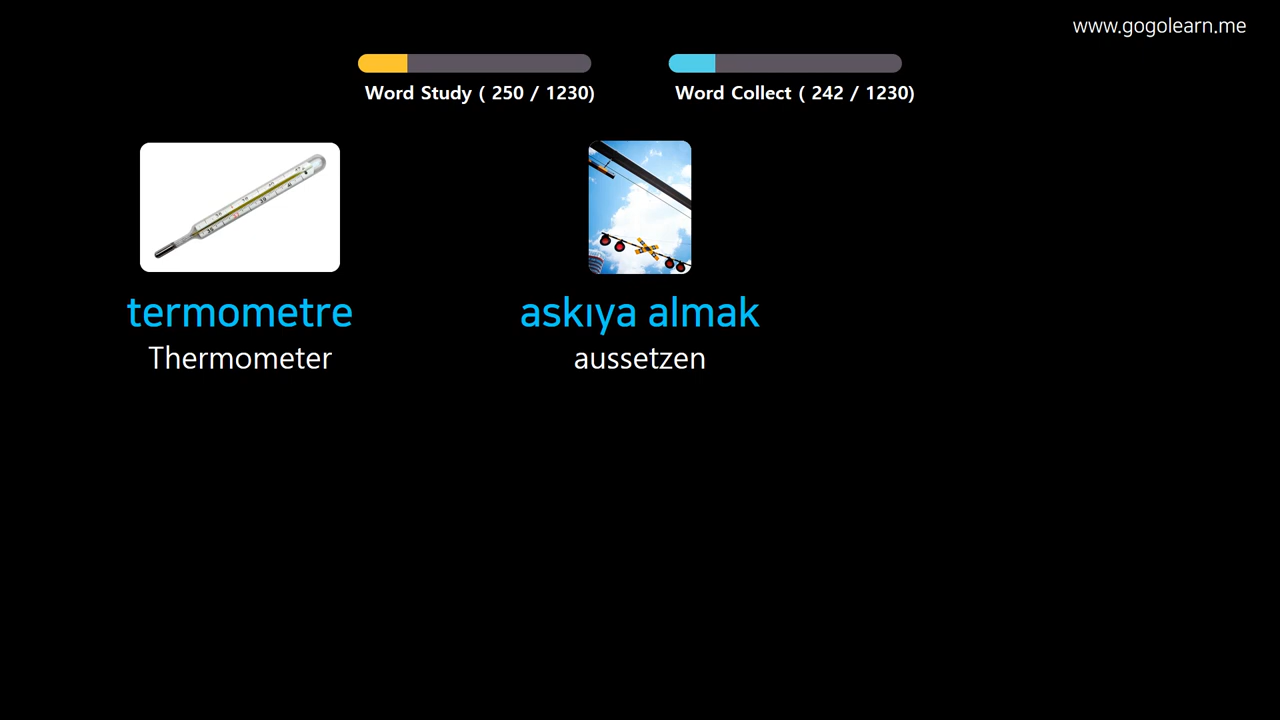 www.gogolearn.me
Word Study ( 250 / 1230)
Word Collect ( 242 / 1230)
termometre
Thermometer
askıya almak
aussetzen